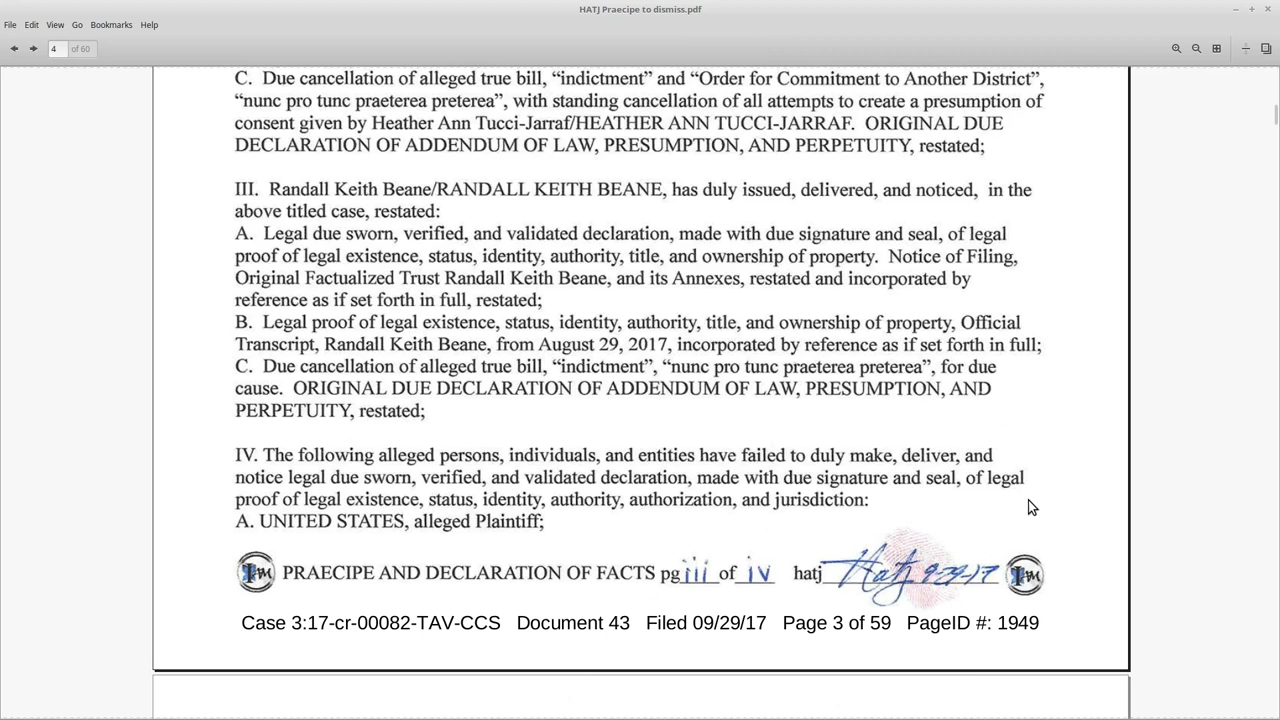 HATJ Praecipe to dismiss.pdf
File Edit View Go Bookmarks Help
4 of 60
C. Due cancellation of alleged true bill, “indictment” and “Order for Commitment to Another District”,
“nunc pro tunc praeterea preterea”, with standing cancellation of all attempts to create a presumption of
consent given by Heather Ann Tucci-Jarraf/HEATHER ANN TUCCI-JARRAF. ORIGINAL DUE
DECLARATION OF ADDENDUM OF LAW, PRESUMPTION, AND PERPETUITY, restated;
III. Randall Keith Beane/RANDALL KEITH BEANE, has duly issued, delivered, and noticed, in the
above titled case, restated:
A. Legal due sworn, verified, and validated declaration, made with due signature and seal, of legal
proof of legal existence, status, identity, authority, title, and ownership of property. Notice of Filing,
Original Factualized Trust Randall Keith Beane, and its Annexes, restated and incorporated by
reference as if set forth in full, restated;
B. Legal proof of legal existence, status, identity, authority, title, and ownership of property, Official
Transcript, Randall Keith Beane, from August 29, 2017, incorporated by reference as if set forth in full;
C. Due cancellation of alleged true bill, “indictment”, “nunc pro tunc praeterea preterea”, for due
cause. ORIGINAL DUE DECLARATION OF ADDENDUM OF LAW, PRESUMPTION, AND
PERPETUITY, restated;
IV. The following alleged persons, individuals, and entities have failed to duly make, deliver, and
notice legal due sworn, verified, and validated declaration, made with due signature and seal, of legal
proof of legal existence, status, identity, authority, authorization, and jurisdiction:
A. UNITED STATES, alleged Plaintiff;
PRAECIPE AND DECLARATION OF FACTS pg iii of iv hatj Hatj 9-29-17
Case 3:17-cr-00082-TAV-CCS Document 43 Filed 09/29/17 Page 3 of 59 PageID #: 1949